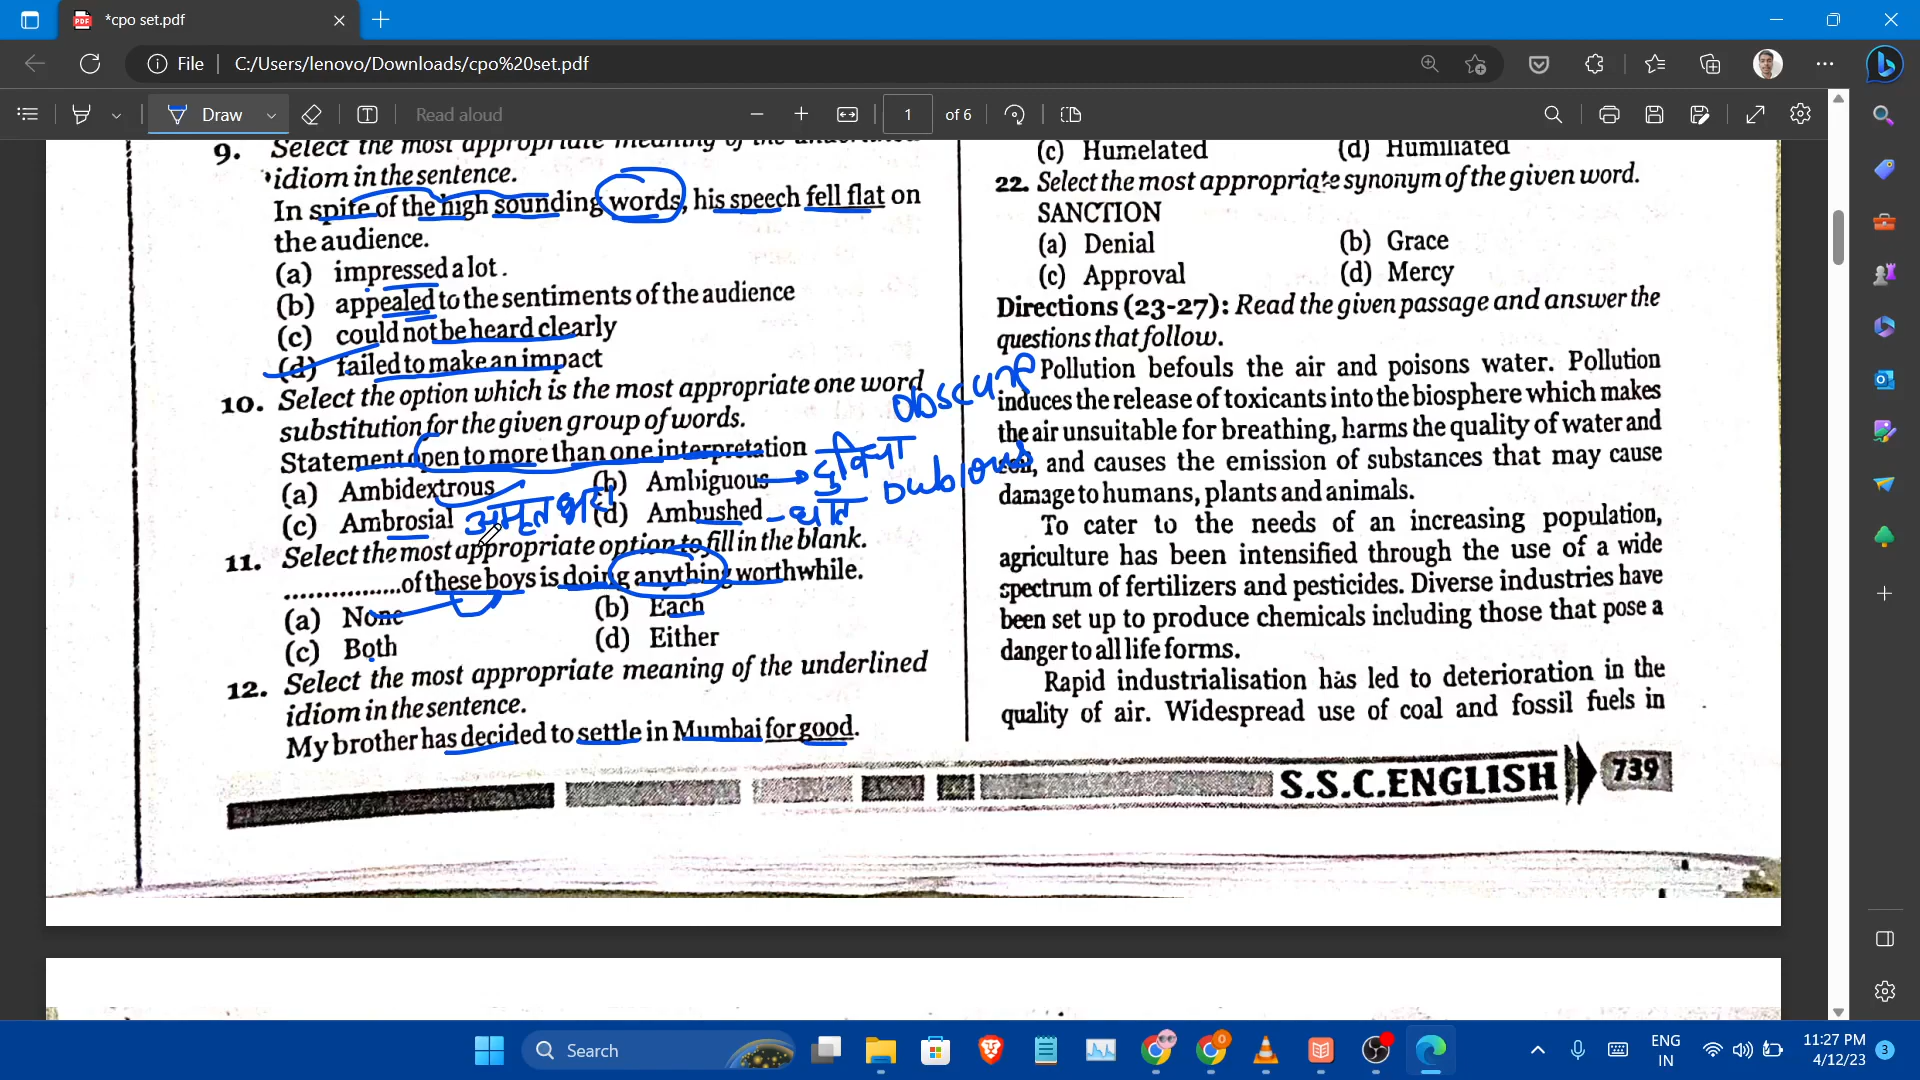 *cpo set.pdf
File
C:/Users/lenovo/Downloads/cpo%20set.pdf
Draw
Read aloud
1
of 6
9. Select the most appropriate meaning of the underlined
idiom in the sentence.
In spite of the high sounding words, his speech fell flat on
the audience.
(a) impressed a lot.
(b) appealed to the sentiments of the audience
(c) could not be heard clearly
(d) failed to make an impact
10. Select the option which is the most appropriate one word
substitution for the given group of words.
Statement open to more than one interpretation
(a) Ambidextrous (b) Ambiguous
(c) Ambrosial (d) Ambushed
Dubious
11. Select the most appropriate option to fill in the blank.
................of these boys is doing anything worthwhile.
(a) None (b) Each
(c) Both (d) Either
12. Select the most appropriate meaning of the underlined
idiom in the sentence.
My brother has decided to settle in Mumbai for good.
(c) Humelated (d) Humiliated
22. Select the most appropriate synonym of the given word.
SANCTION
(a) Denial (b) Grace
(c) Approval (d) Mercy
Directions (23-27): Read the given passage and answer the
questions that follow.
Pollution befouls the air and poisons water. Pollution
induces the release of toxicants into the biosphere which makes
the air unsuitable for breathing, harms the quality of water and
soil, and causes the emission of substances that may cause
damage to humans, plants and animals.
To cater to the needs of an increasing population,
agriculture has been intensified through the use of a wide
spectrum of fertilizers and pesticides. Diverse industries have
been set up to produce chemicals including those that pose a
danger to all life forms.
Rapid industrialisation has led to deterioration in the
quality of air. Widespread use of coal and fossil fuels in
S.S.C.ENGLISH 739
Search
ENG
IN
11:27 PM
4/12/23
3